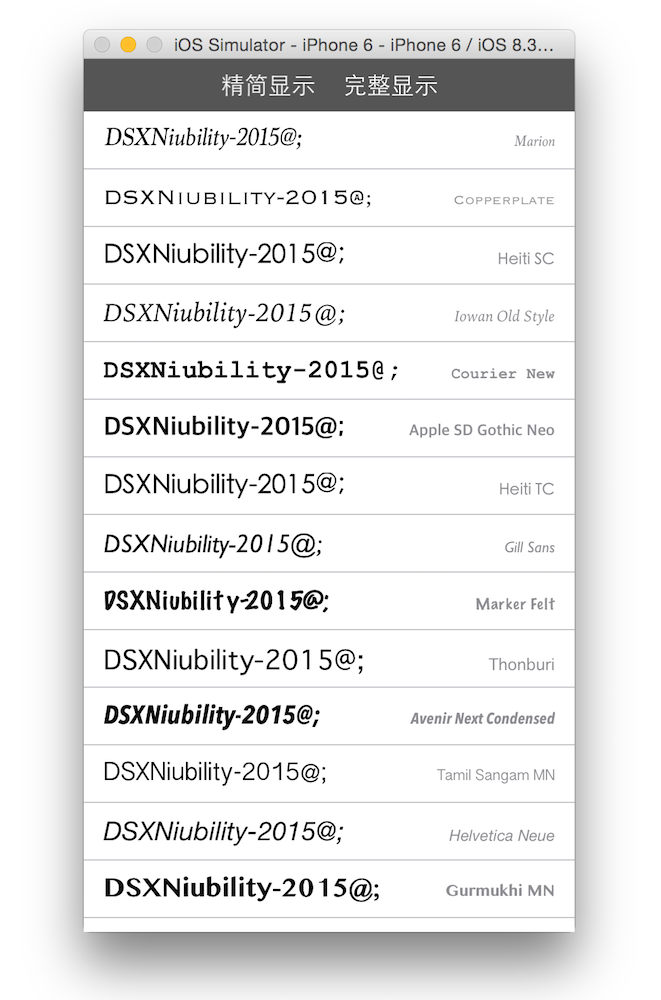 iOS Simulator - iPhone 6 - iPhone 6 / iOS 8.3...
精简显示 完整显示
DSXNiubility-2015@; Marion
DSXNiubility-2015@; Copperplate
DSXNiubility-2015@; Heiti SC
DSXNiubility-2015@; Iowan Old Style
DSXNiubility-2015@; Courier New
DSXNiubility-2015@; Apple SD Gothic Neo
DSXNiubility-2015@; Heiti TC
DSXNiubility-2015@; Gill Sans
DSXNiubility-2015@; Marker Felt
DSXNiubility-2015@; Thonburi
DSXNiubility-2015@; Avenir Next Condensed
DSXNiubility-2015@; Tamil Sangam MN
DSXNiubility-2015@; Helvetica Neue
DSXNiubility-2015@; Gurmukhi MN